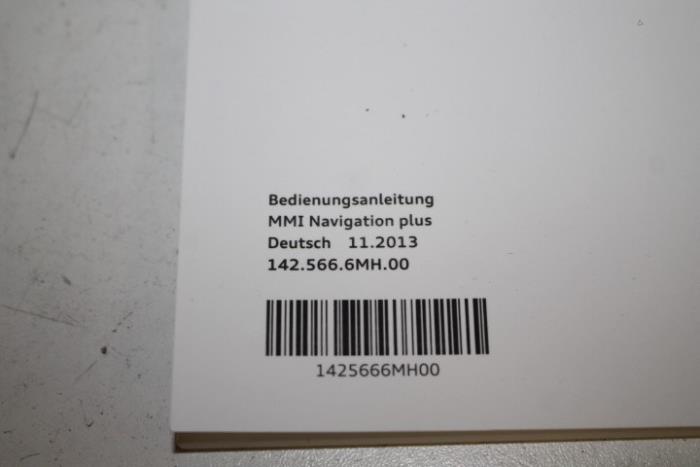 Bedienungsanleitung
MMI Navigation plus
Deutsch 11.2013
142.566.6MH.00
1425666MH00